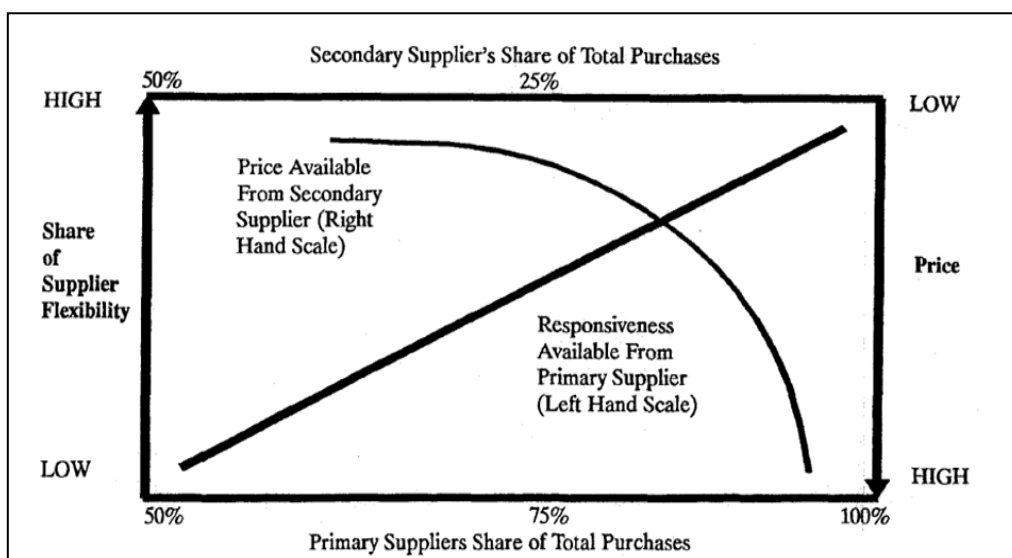 Secondary Supplier's Share of Total Purchases
50%
25%
HIGH
LOW
Price Available
From Secondary
Supplier (Right
Hand Scale)
Share
of
Supplier
Flexibility
Price
Responsiveness
Available From
Primary Supplier
(Left Hand Scale)
LOW
HIGH
50%
75%
100%
Primary Suppliers Share of Total Purchases